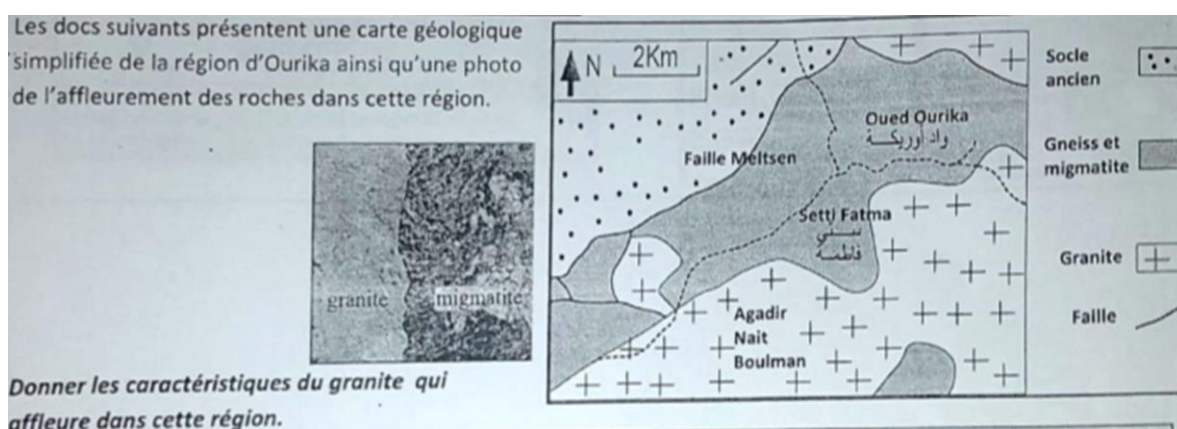 Les docs suivants présentent une carte géologique
simplifiée de la région d'Ourika ainsi qu'une photo
de l'affleurement des roches dans cette région.
granite
migmatite
Donner les caractéristiques du granite qui
affleure dans cette région.
N
2Km
Oued Ourika
واد أوريكة
Faille Meltsen
Setti Fatma
ستي
فاطمة
Agadir
Nait
Boulman
Socle
ancien
Gneiss et
migmatite
Granite
Faille